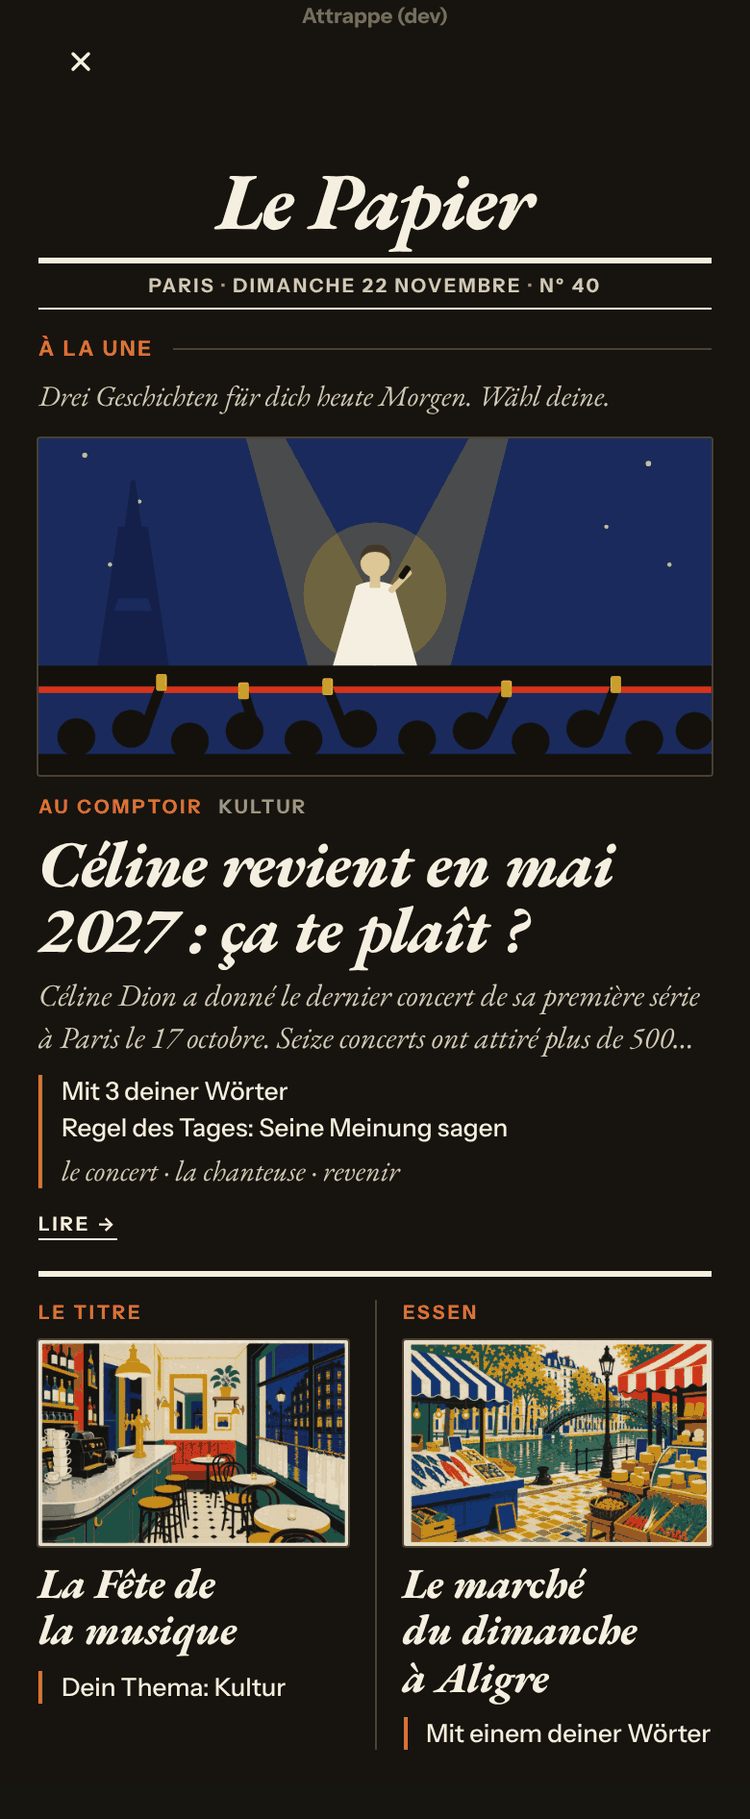 Attrappe (dev)
Le Papier
PARIS · DIMANCHE 22 NOVEMBRE · N° 40
À LA UNE
Drei Geschichten für dich heute Morgen. Wähl deine.
AU COMPTOIR KULTUR
Céline revient en mai
2027 : ça te plaît ?
Céline Dion a donné le dernier concert de sa première série
à Paris le 17 octobre. Seize concerts ont attiré plus de 500...
Mit 3 deiner Wörter
Regel des Tages: Seine Meinung sagen
le concert · la chanteuse · revenir
LIRE →
LE TITRE
La Fête de
la musique
Dein Thema: Kultur
ESSEN
Le marché
du dimanche
à Aligre
Mit einem deiner Wörter